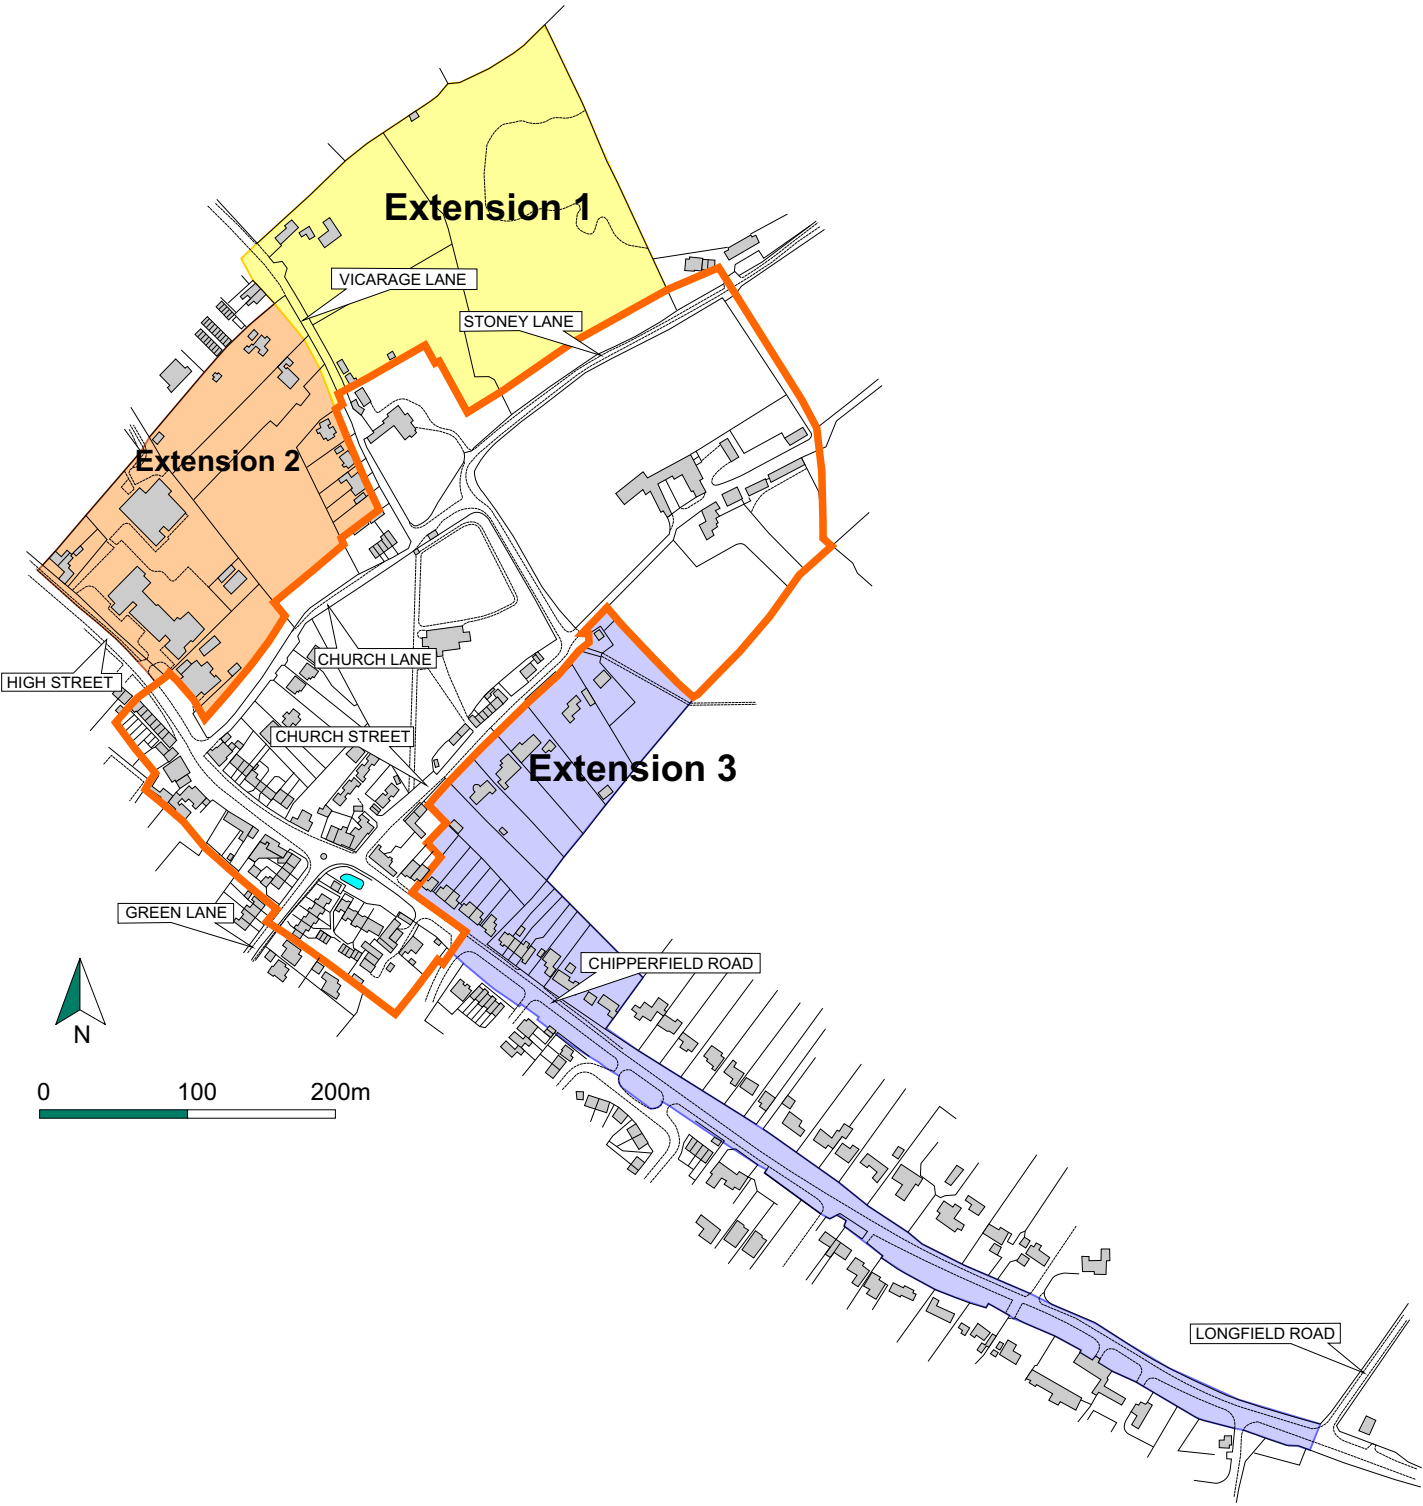 Extension 1
VICARAGE LANE
STONEY LANE
Extension 2
CHURCH LANE
HIGH STREET
CHURCH STREET
Extension 3
GREEN LANE
CHIPPERFIELD ROAD
N
0 100 200m
LONGFIELD ROAD